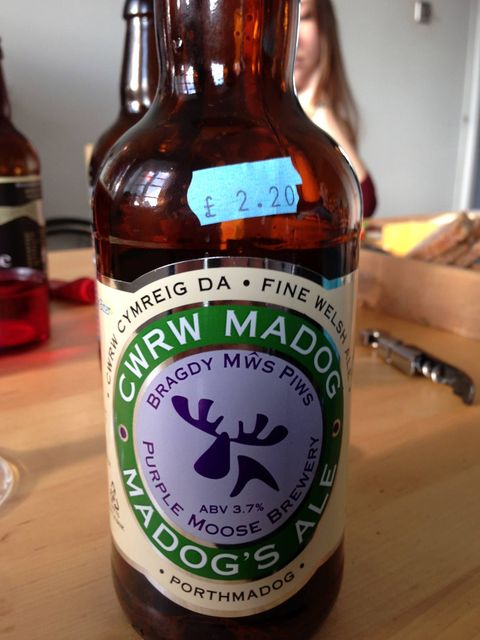 £ 2.20
CWRW CYMREIG DA • FINE WELSH ALE
CWRW MADOG
BRAGDY MŴS PIWS
PURPLE MOOSE BREWERY
ABV 3.7%
MADOG'S ALE
• PORTHMADOG •